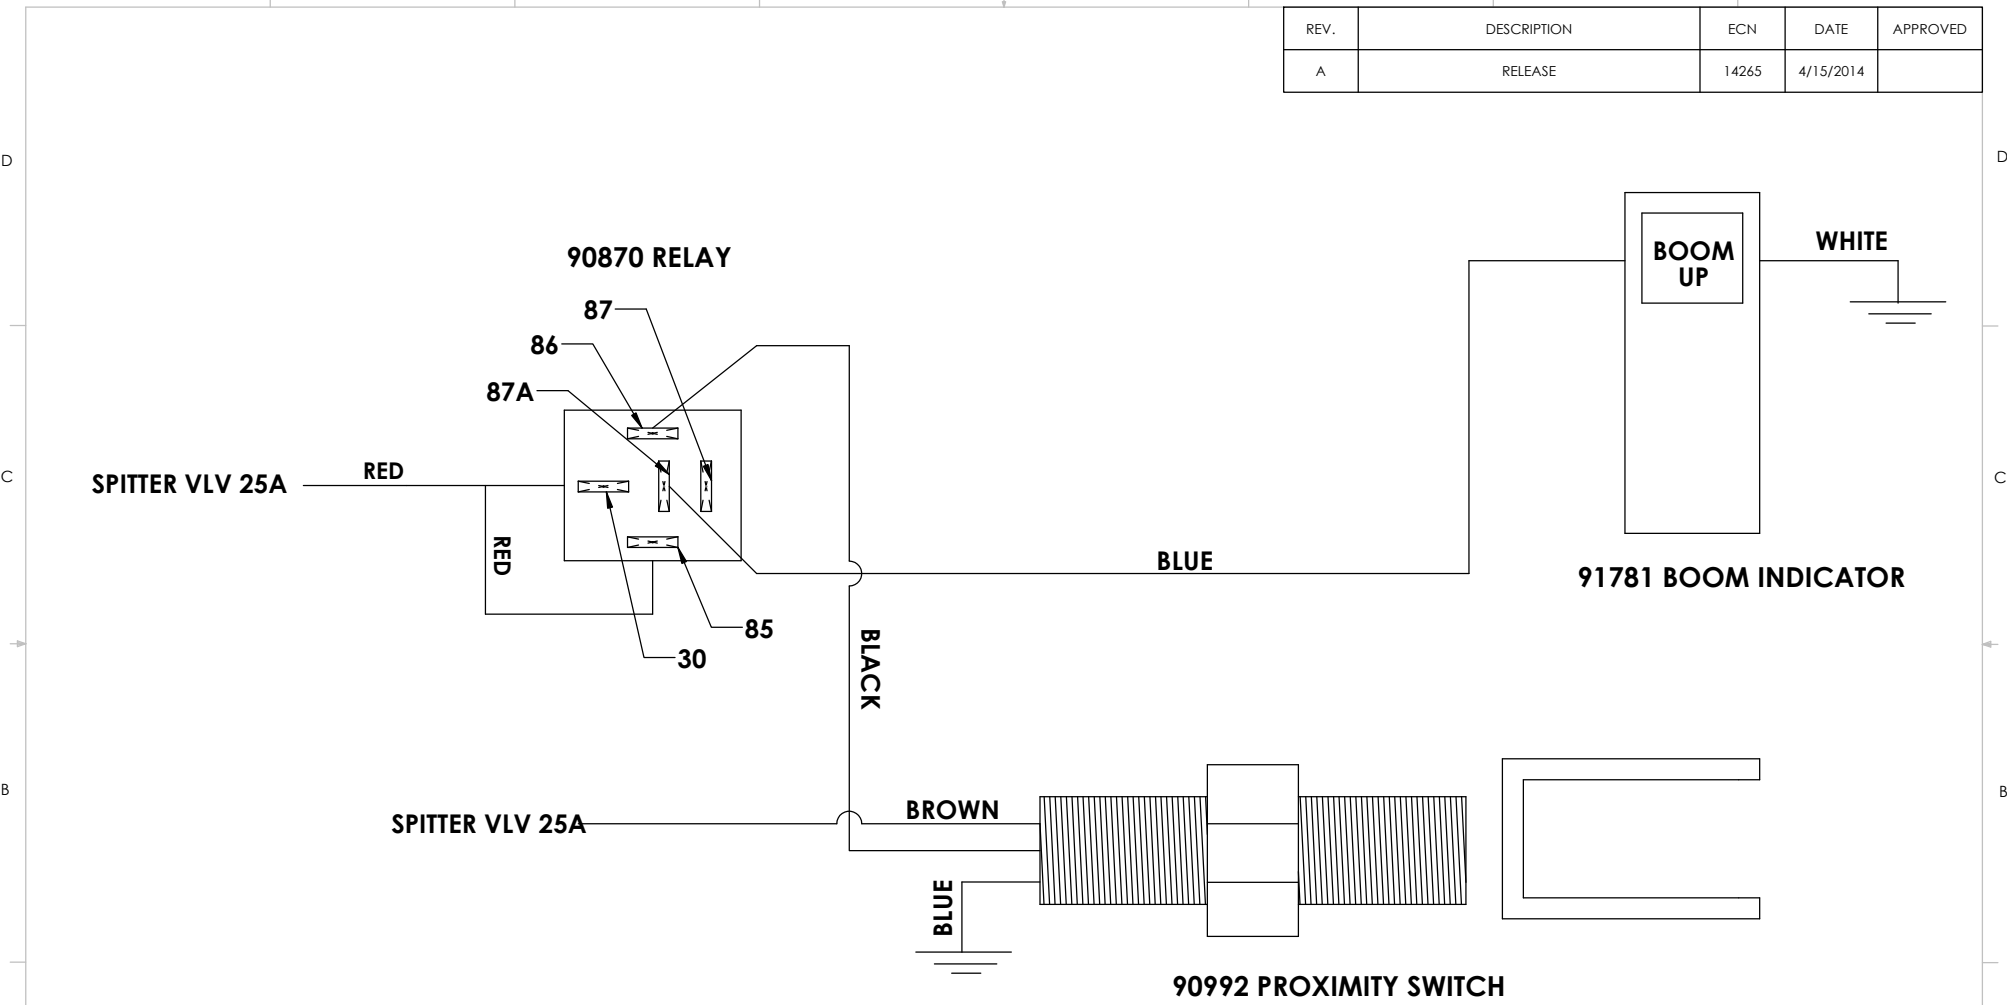 REV. DESCRIPTION ECN DATE APPROVED
A RELEASE 14265 4/15/2014
D
D
90870 RELAY
BOOM
UP
WHITE
87
86
87A
C
SPITTER VLV 25A
RED
C
RED
BLUE
91781 BOOM INDICATOR
85
30
BLACK
B
B
SPITTER VLV 25A
BROWN
BLUE
90992 PROXIMITY SWITCH